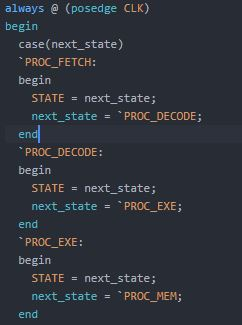 always @ (posedge CLK)
begin
  case(next_state)
  `PROC_FETCH:
  begin
    STATE = next_state;
    next_state = `PROC_DECODE;
  end
  `PROC_DECODE:
  begin
    STATE = next_state;
    next_state = `PROC_EXE;
  end
  `PROC_EXE:
  begin
    STATE = next_state;
    next_state = `PROC_MEM;
  end